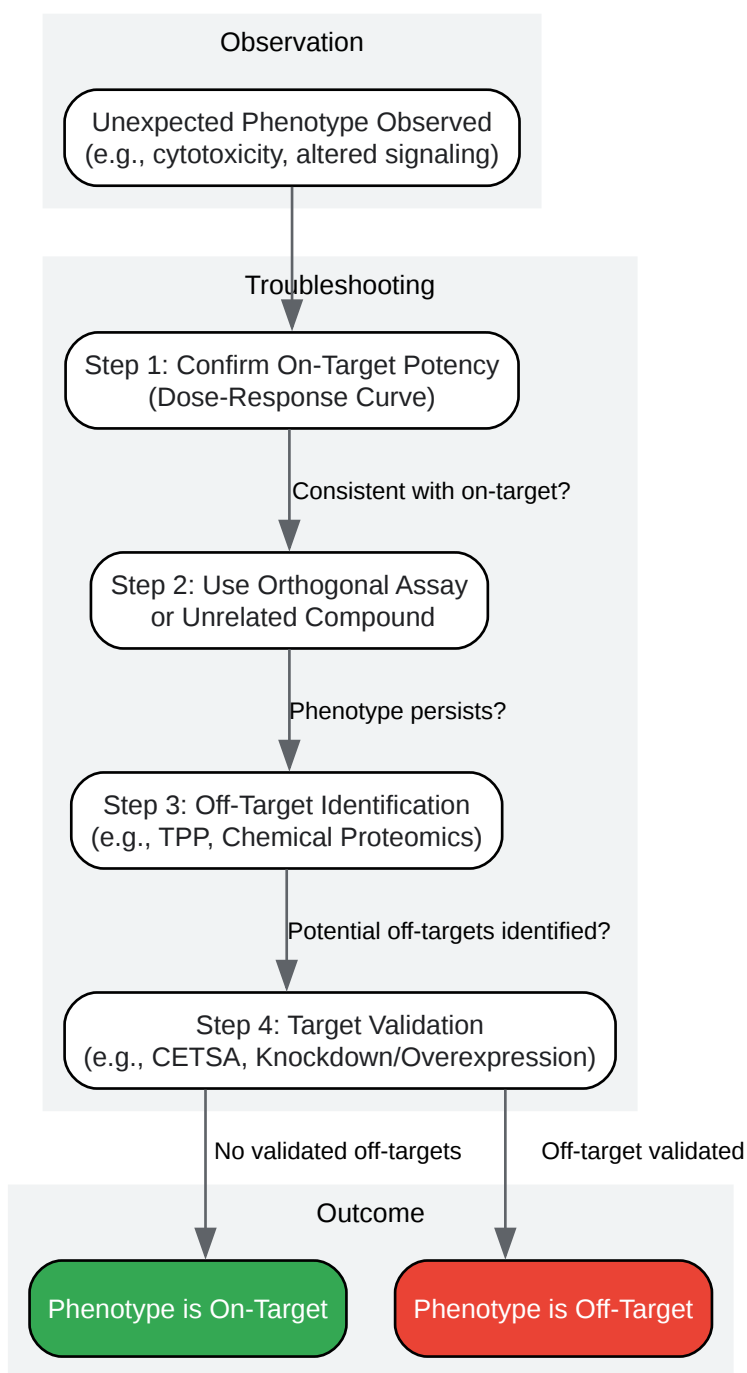 Observation
Unexpected Phenotype Observed
(e.g., cytotoxicity, altered signaling)
Troubleshooting
Step 1: Confirm On-Target Potency
(Dose-Response Curve)
Consistent with on-target?
Step 2: Use Orthogonal Assay
or Unrelated Compound
Phenotype persists?
Step 3: Off-Target Identification
(e.g., TPP, Chemical Proteomics)
Potential off-targets identified?
Step 4: Target Validation
(e.g., CETSA, Knockdown/Overexpression)
No validated off-targets
Off-target validated
Outcome
Phenotype is On-Target
Phenotype is Off-Target